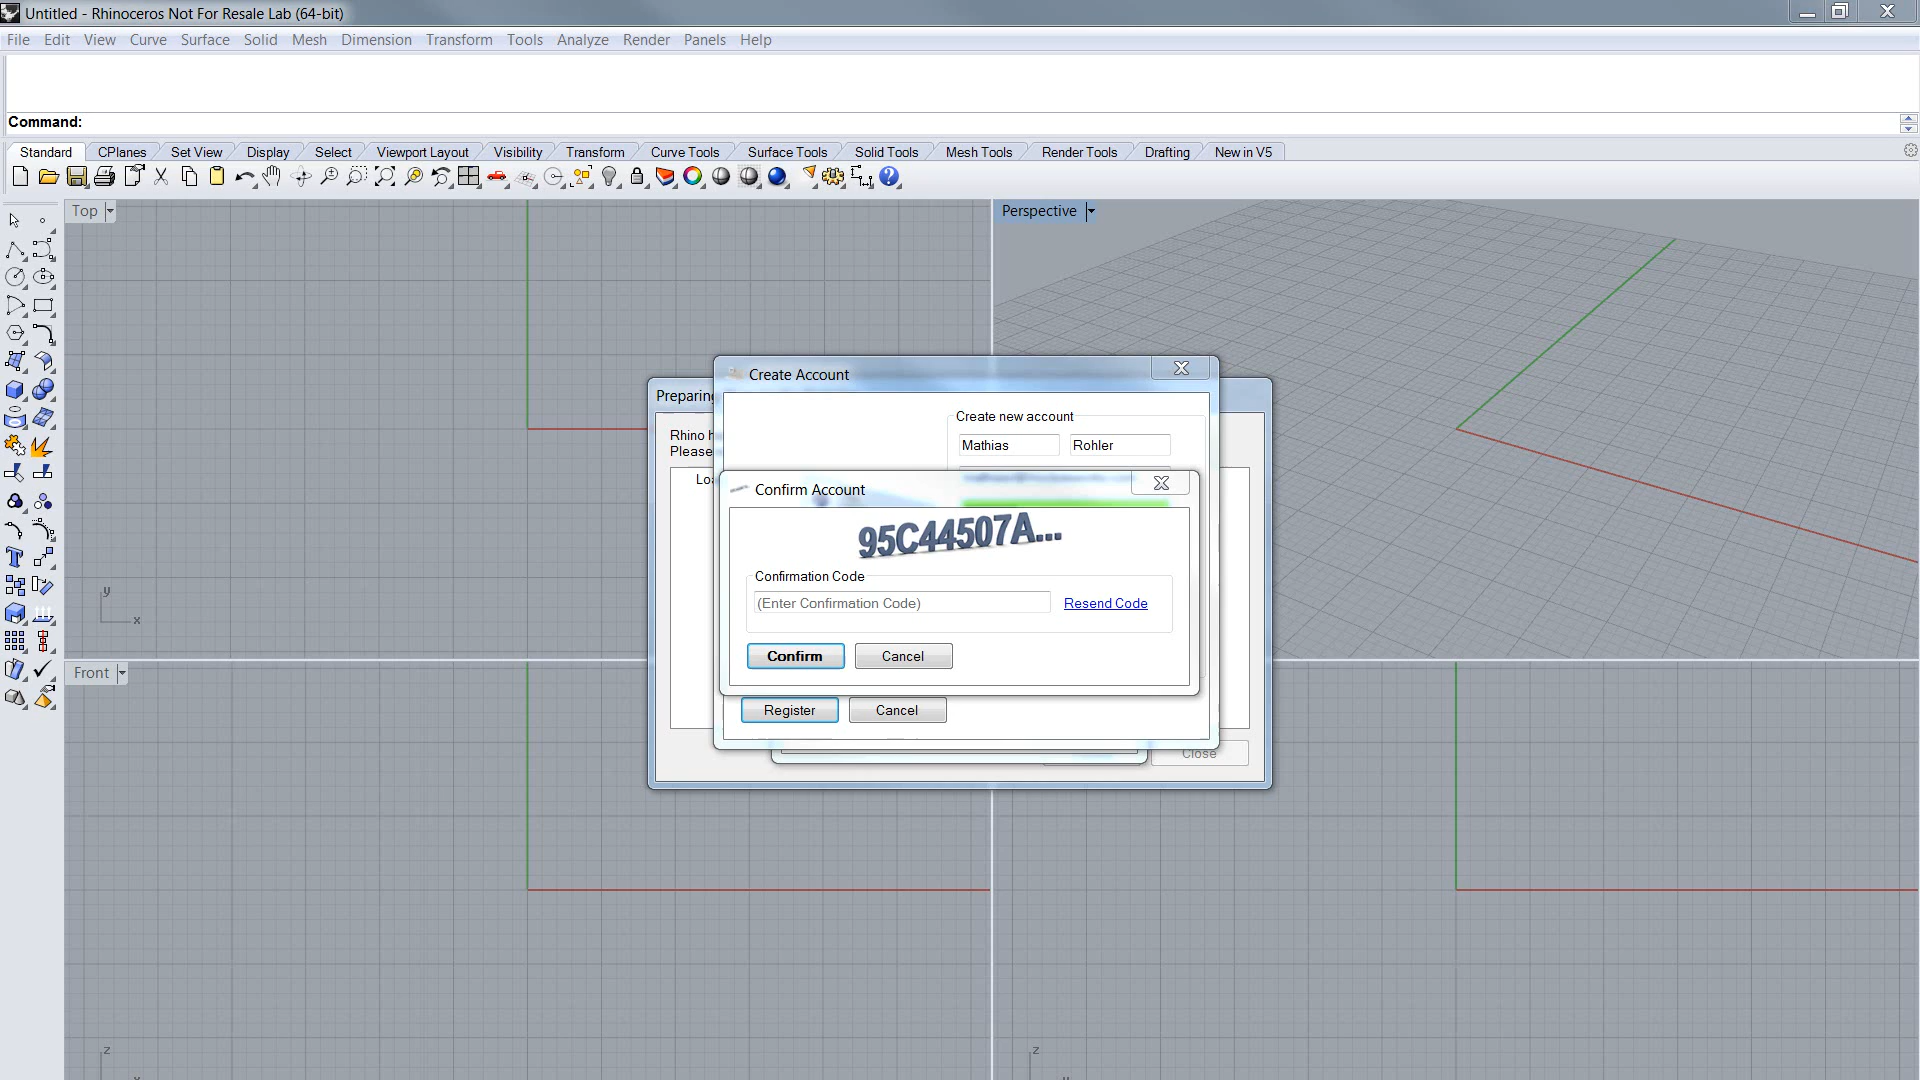 Untitled - Rhinoceros Not For Resale Lab (64-bit)
File Edit View Curve Surface Solid Mesh Dimension Transform Tools Analyze Render Panels Help
Command:
Standard CPlanes Set View Display Select Viewport Layout Visibility Transform Curve Tools Surface Tools Solid Tools Mesh Tools Render Tools Drafting New in V5
Top
Perspective
Create Account
Preparing
Create new account
Rhino h
Mathias Rohler
Please
Loa
Confirm Account
95C44507A...
Confirmation Code
(Enter Confirmation Code) Resend Code
y
x
Confirm Cancel
Front
Register Cancel
Close
z
z